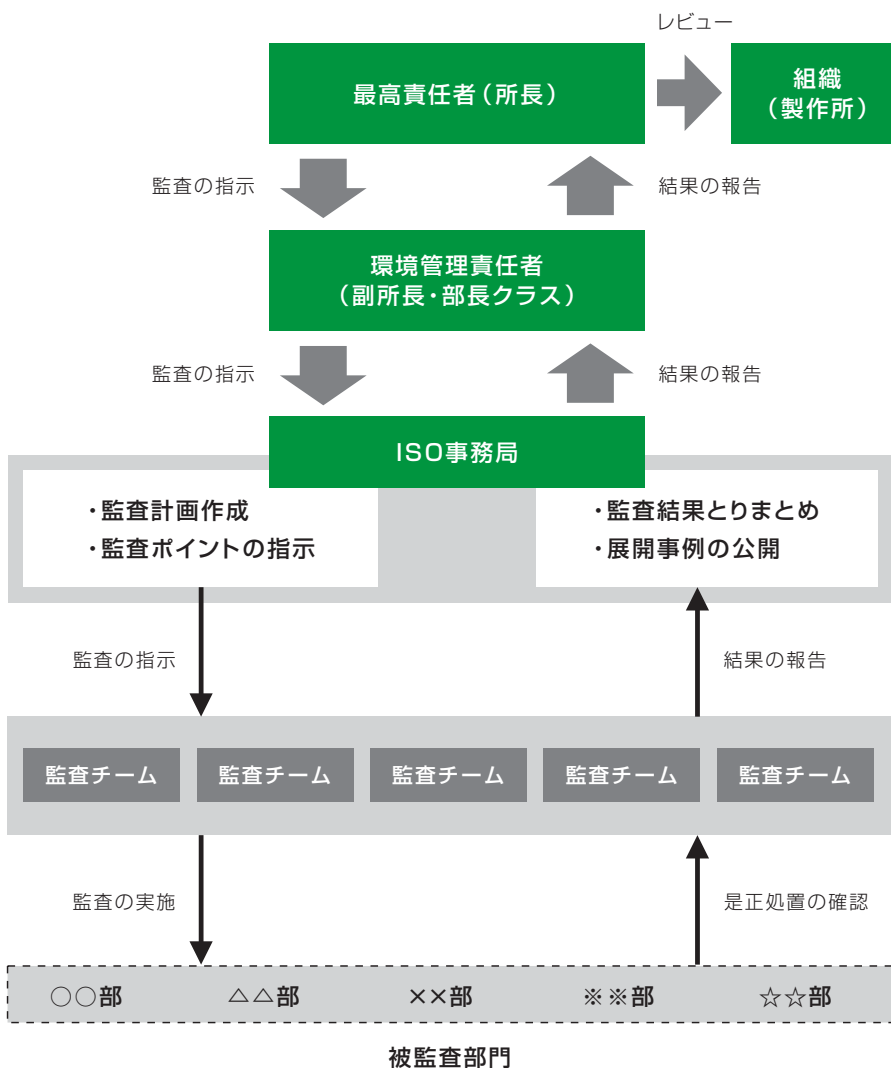 レビュー
最高責任者（所長）
組織
（製作所）
監査の指示
結果の報告
環境管理責任者
（副所長・部長クラス）
監査の指示
結果の報告
ISO事務局
・監査計画作成
・監査ポイントの指示
・監査結果とりまとめ
・展開事例の公開
監査の指示
結果の報告
監査チーム
監査チーム
監査チーム
監査チーム
監査チーム
監査の実施
是正処置の確認
○○部
△△部
××部
※※部
☆☆部
被監査部門